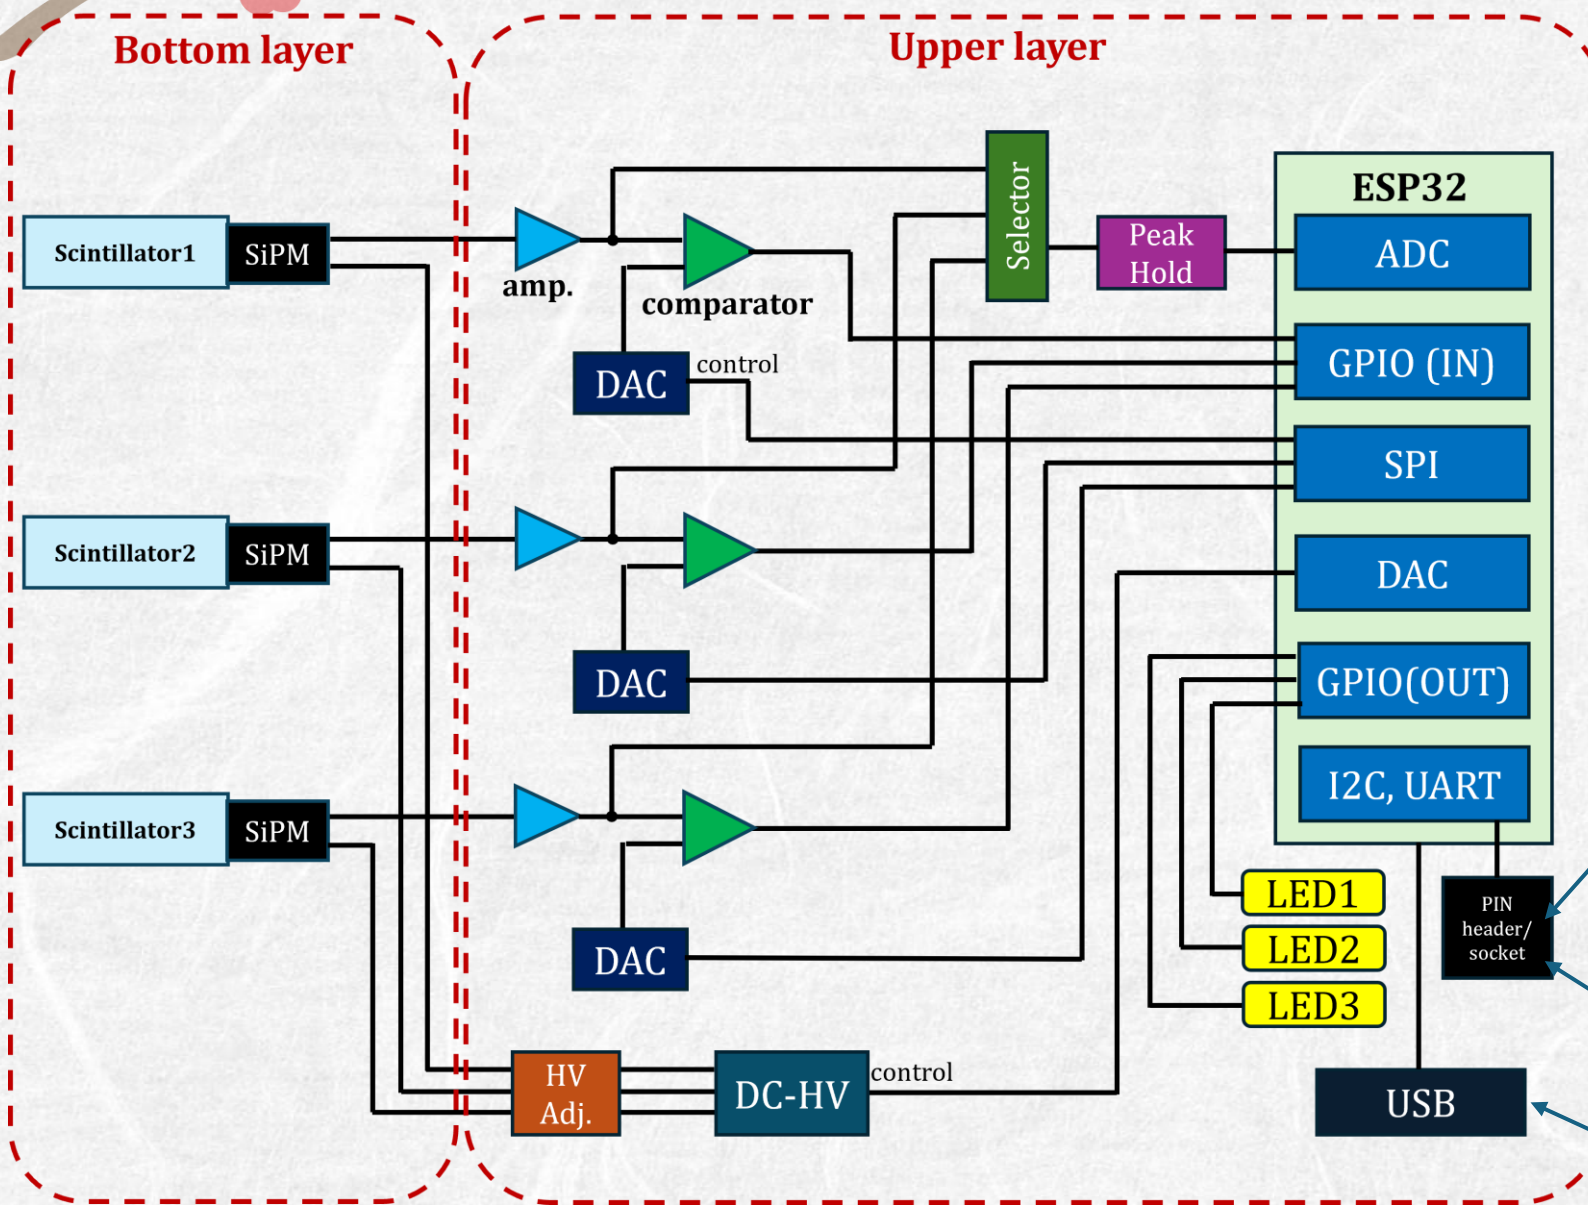 Bottom layer
Upper layer
Scintillator1
SiPM
amp.
comparator
DAC
control
Selector
Peak
Hold
ESP32
ADC
GPIO (IN)
SPI
DAC
GPIO(OUT)
I2C, UART
Scintillator2
SiPM
DAC
Scintillator3
SiPM
DAC
LED1
LED2
LED3
PIN
header/
socket
HV
Adj.
DC-HV
control
USB